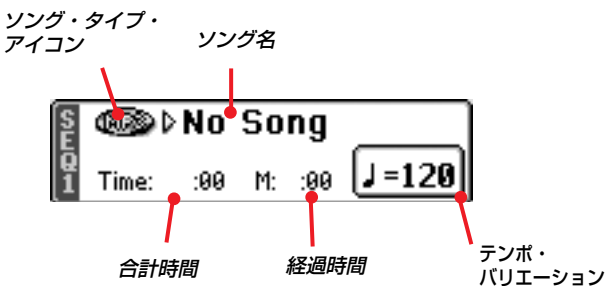 ソング・タイプ・
アイコン
ソング名
SEQ1
No Song
Time: :00 M: :00
♩=120
合計時間
経過時間
テンポ・
バリエーション